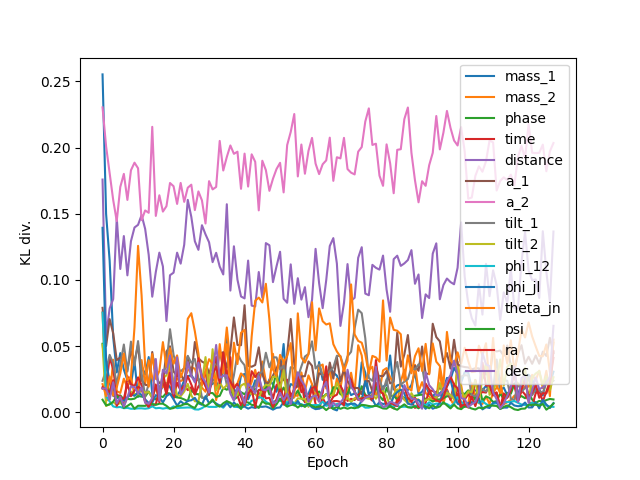 0.25
0.20
0.15
0.10
0.05
0.00
KL div.
0
20
40
60
80
100
120
Epoch
mass_1
mass_2
phase
time
distance
a_1
a_2
tilt_1
tilt_2
phi_12
phi_jl
theta_jn
psi
ra
dec